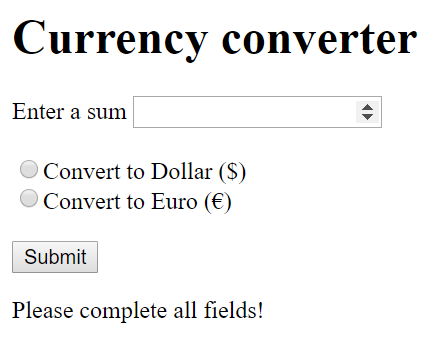 Currency converter
Enter a sum
Convert to Dollar ($)
Convert to Euro (€)
Submit
Please complete all fields!